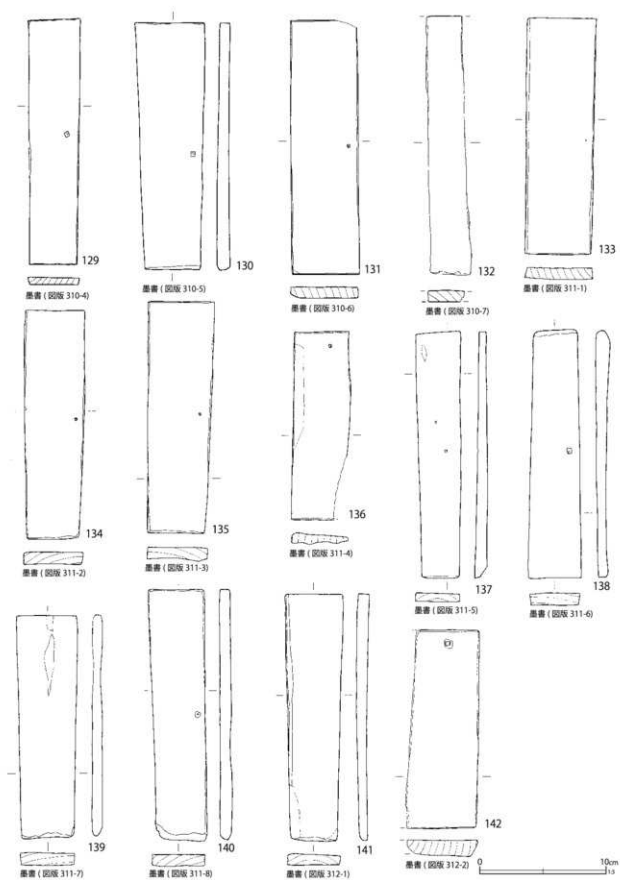 129
墨書 ( 図版 310-4)
130
墨書 ( 図版 310-5)
131
墨書 ( 図版 310-6)
132
墨書 ( 図版 310-7)
133
墨書 ( 図版 311-1)
134
墨書 ( 図版 311-2)
135
墨書 ( 図版 311-3)
136
墨書 ( 図版 311-4)
137
墨書 ( 図版 311-5)
138
墨書 ( 図版 311-6)
139
墨書 ( 図版 311-7)
140
墨書 ( 図版 311-8)
141
墨書 ( 図版 312-1)
142
墨書 ( 図版 312-2)
0 10cm
1:3